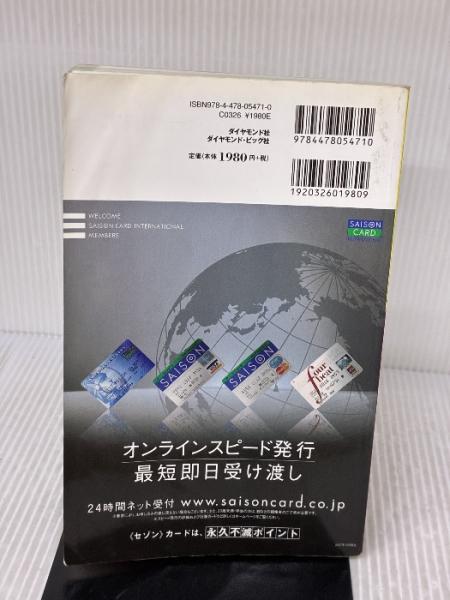 ISBN978-4-478-05471-0
C0326 ¥1980E
ダイヤモンド社
ダイヤモンド・ビッグ社
定価(本体1980円+税)
9784478054710
1920326019809
WELCOME
SAISON CARD INTERNATIONAL
MEMBERS
SAISON
CARD
INTERNATIONAL
SAISON
SAISON
four
beat
オンラインスピード発行
最短即日受け渡し
24時間ネット受付 www.saisoncard.co.jp
《セゾン》カードは、永久不滅ポイント